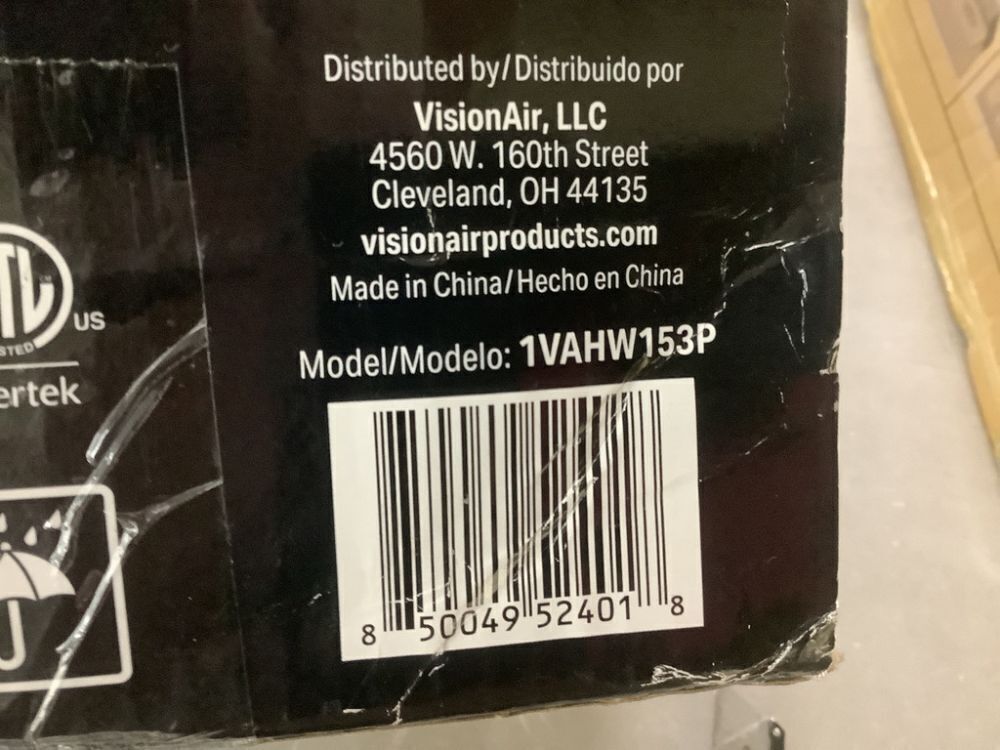 Distributed by/Distribuido por
VisionAir, LLC
4560 W. 160th Street
Cleveland, OH 44135
visionairproducts.com
Made in China/Hecho en China
Model/Modelo: 1VAHW153P
8 50049 52401 8
US